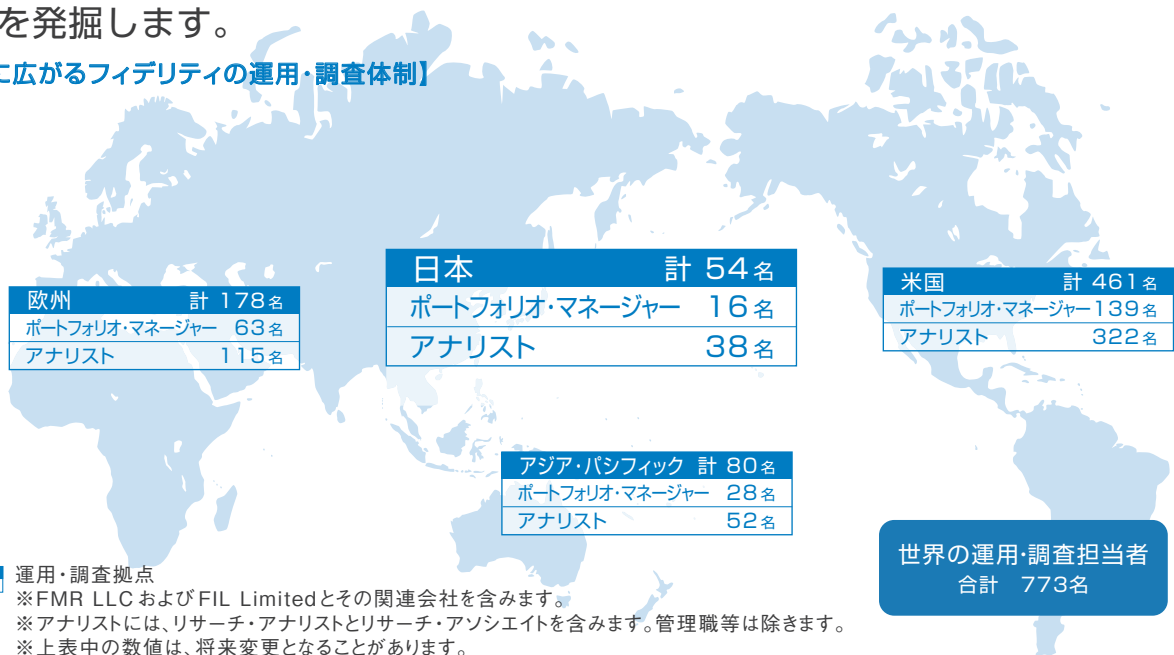 を発掘します。
に広がるフィデリティの運用・調査体制】
欧州 計 178名
ポートフォリオ・マネージャー 63名
アナリスト 115名
日本 計 54名
ポートフォリオ・マネージャー 16名
アナリスト 38名
米国 計 461名
ポートフォリオ・マネージャー139名
アナリスト 322名
アジア・パシフィック 計 80名
ポートフォリオ・マネージャー 28名
アナリスト 52名
世界の運用・調査担当者
合計 773名
運用・調査拠点
※FMR LLCおよびFIL Limitedとその関連会社を含みます。
※アナリストには、リサーチ・アナリストとリサーチ・アソシエイトを含みます。管理職等は除きます。
※上表中の数値は、将来変更となることがあります。